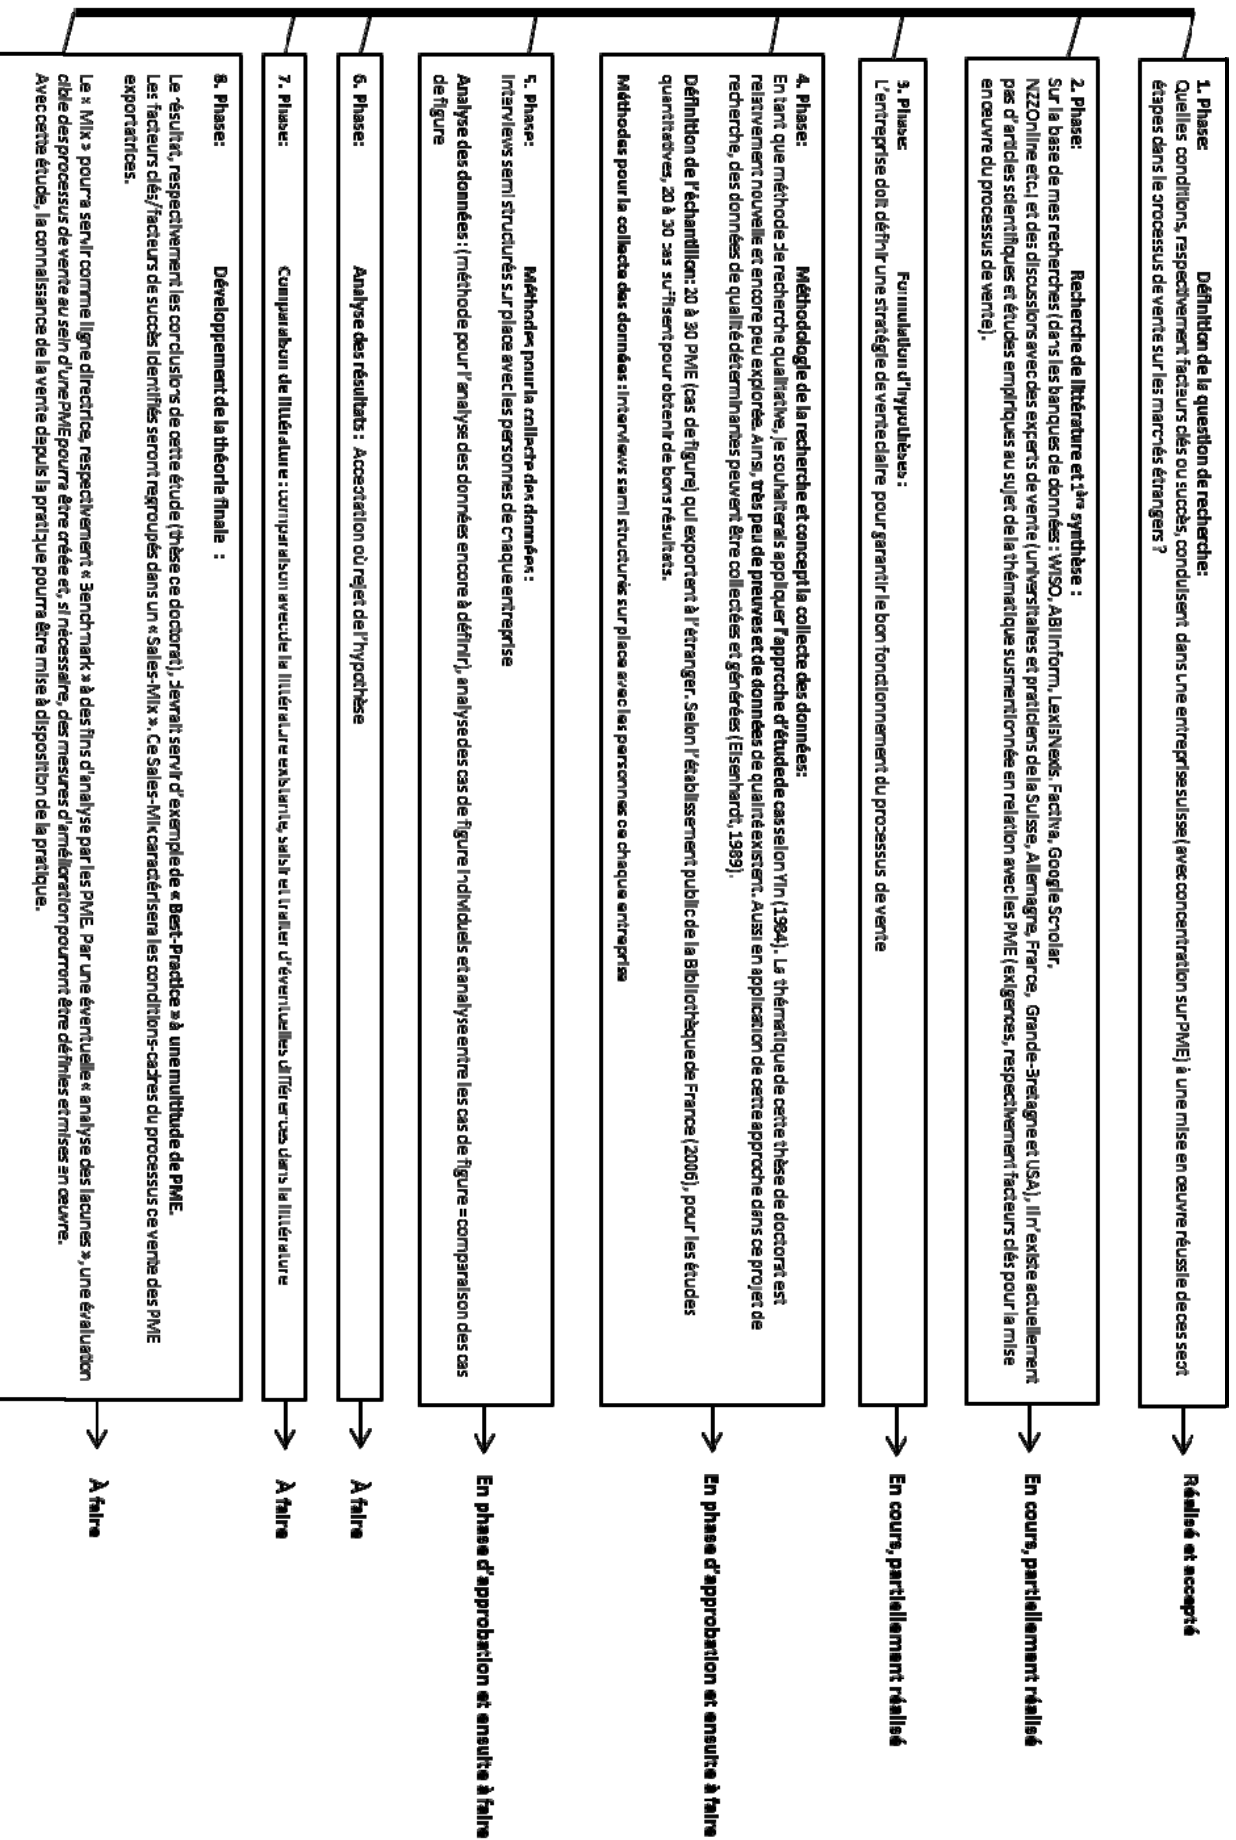 1. Phase: Définition de la question de recherche:
Quelles conditions, respectivement facteurs clés ou succès, conduisent dans une entreprise suisse (avec concentration sur PME) à une mise en œuvre réussie de ces sept
étapes dans le processus de vente sur les marchés étrangers ?
Réalisé et accepté
2. Phase: Recherche de littérature et 1ère synthèse :
Sur la base de mes recherches (dans les banques de données : WISO, ABI Inform, LexisNexis. Factiva, Google Scholar,
NZZOnline etc.) et des discussions avec des experts de vente (universitaires et praticiens de la Suisse, Allemagne, France, Grande-Bretagne et USA), il n'existe actuellement
pas d'articles scientifiques et études empiriques au sujet de la thématique susmentionnée en relation avec les PME (exigences, respectivement facteurs clés pour la mise
en œuvre du processus de vente).
En cours, partiellement réalisé
3. Phase: Formulation d'hypothèses :
L'entreprise doit définir une stratégie de vente claire pour garantir le bon fonctionnement du processus de vente
En cours, partiellement réalisé
4. Phase: Méthodologie de la recherche et concept la collecte des données:
En tant que méthode de recherche qualitative, je souhaiterais appliquer l'approche d'étude de cas selon Yin (1984). La thématique de cette thèse de doctorat est
relativement nouvelle et encore peu explorée. Ainsi, très peu de preuves et de données de qualité existent. Aussi en application de cette approche dans ce projet de
recherche, des données de qualité déterminantes peuvent être collectées et générées (Eisenhardt, 1989).
Définition de l'échantillon: 20 à 30 PME (cas de figure) qui exportent à l'étranger. Selon l'établissement public de la Bibliothèque de France (2006), pour les études
quantitatives, 20 à 30 cas suffisent pour obtenir de bons résultats.
Méthodes pour la collecte des données : Interviews semi structurés sur place avec les personnes de chaque entreprise
En phase d'approbation et ensuite à faire
5. Phase: Méthodes pour la collecte des données :
Interviews semi structurés sur place avec les personnes de chaque entreprise
Analyse des données : (méthode pour l'analyse des données encore à définir), analyse des cas de figure individuels et analyse entre les cas de figure = comparaison des cas
de figure
En phase d'approbation et ensuite à faire
6. Phase: Analyse des résultats : Acceptation où rejet de l'hypothèse
À faire
7. Phase: Comparaison de littérature : comparaison avec de la littérature existante, saisir et traiter d'éventuelles différences dans la littérature
À faire
8. Phase: Développement de la théorie finale :
Le résultat, respectivement les conclusions de cette étude (thèse de doctorat), devrait servir d'exemple de « Best-Practice » à une multitude de PME.
Les facteurs clés/facteurs de succès identifiés seront regroupés dans un « Sales-Mix ». Ce Sales-Mix caractérisera les conditions-cadres du processus de vente des PME
exportatrices.
Le « Mix » pourra servir comme ligne directrice, respectivement « Benchmark » à des fins d'analyse par les PME. Par une éventuelle « analyse des lacunes », une évaluation
cible des processus de vente au sein d'une PME pourra être créée et, si nécessaire, des mesures d'amélioration pourront être définies et mises en œuvre.
Avec cette étude, la connaissance de la vente depuis la pratique pourra être mise à disposition de la pratique.
À faire